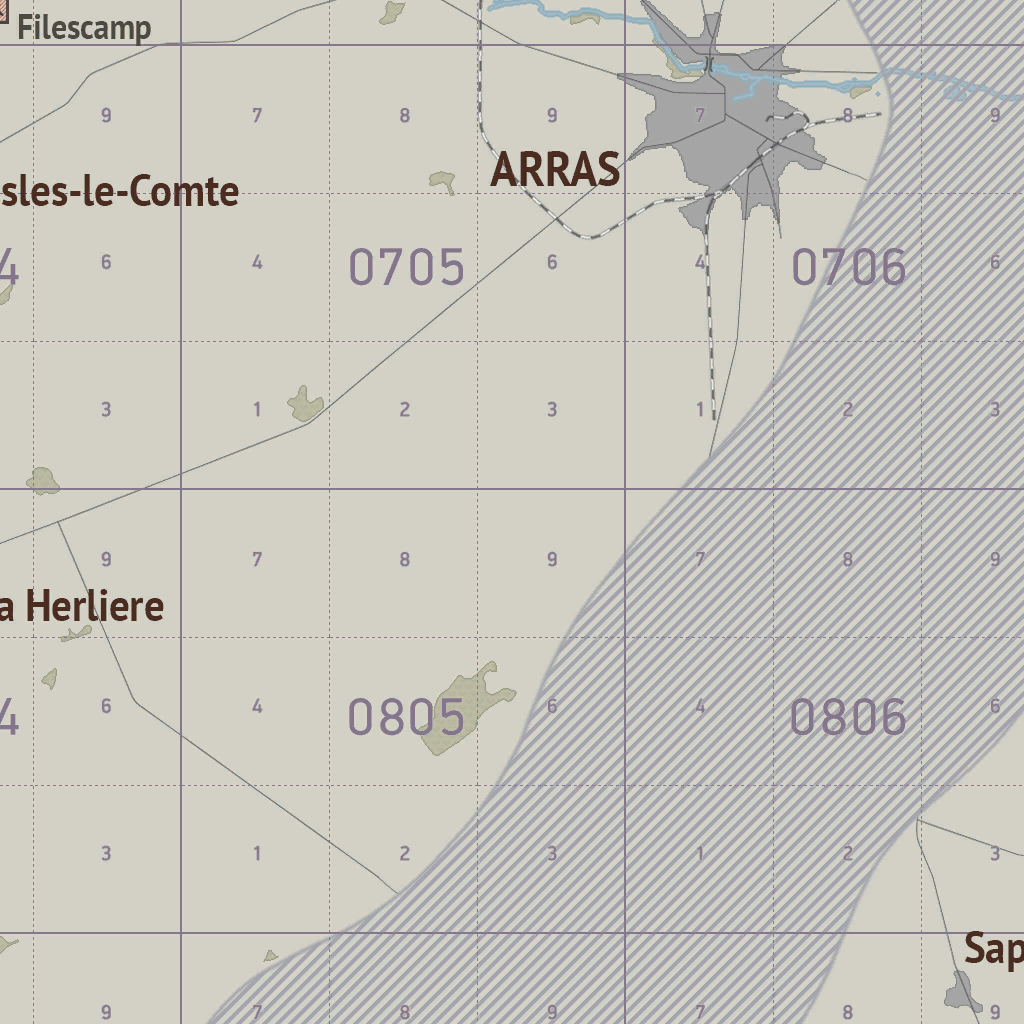 Filescamp
9 7 8 9 7 8 9
ARRAS
sles-le-Comte
4 0705 0706
6 4 6 4 6
3 1 2 3 1 2 3
9 7 8 9 7 8 9
a Herliere
6 4 6 4 6
4 0805 0806
3 1 2 3 1 2 3
Sap
9 7 8 9 7 8 9